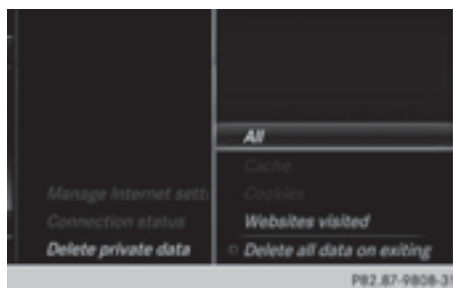 All
Cache
Cookies
Manage Internet setti
Connection status
Websites visited
Delete private data
Delete all data on exiting
P82.87-9808-31